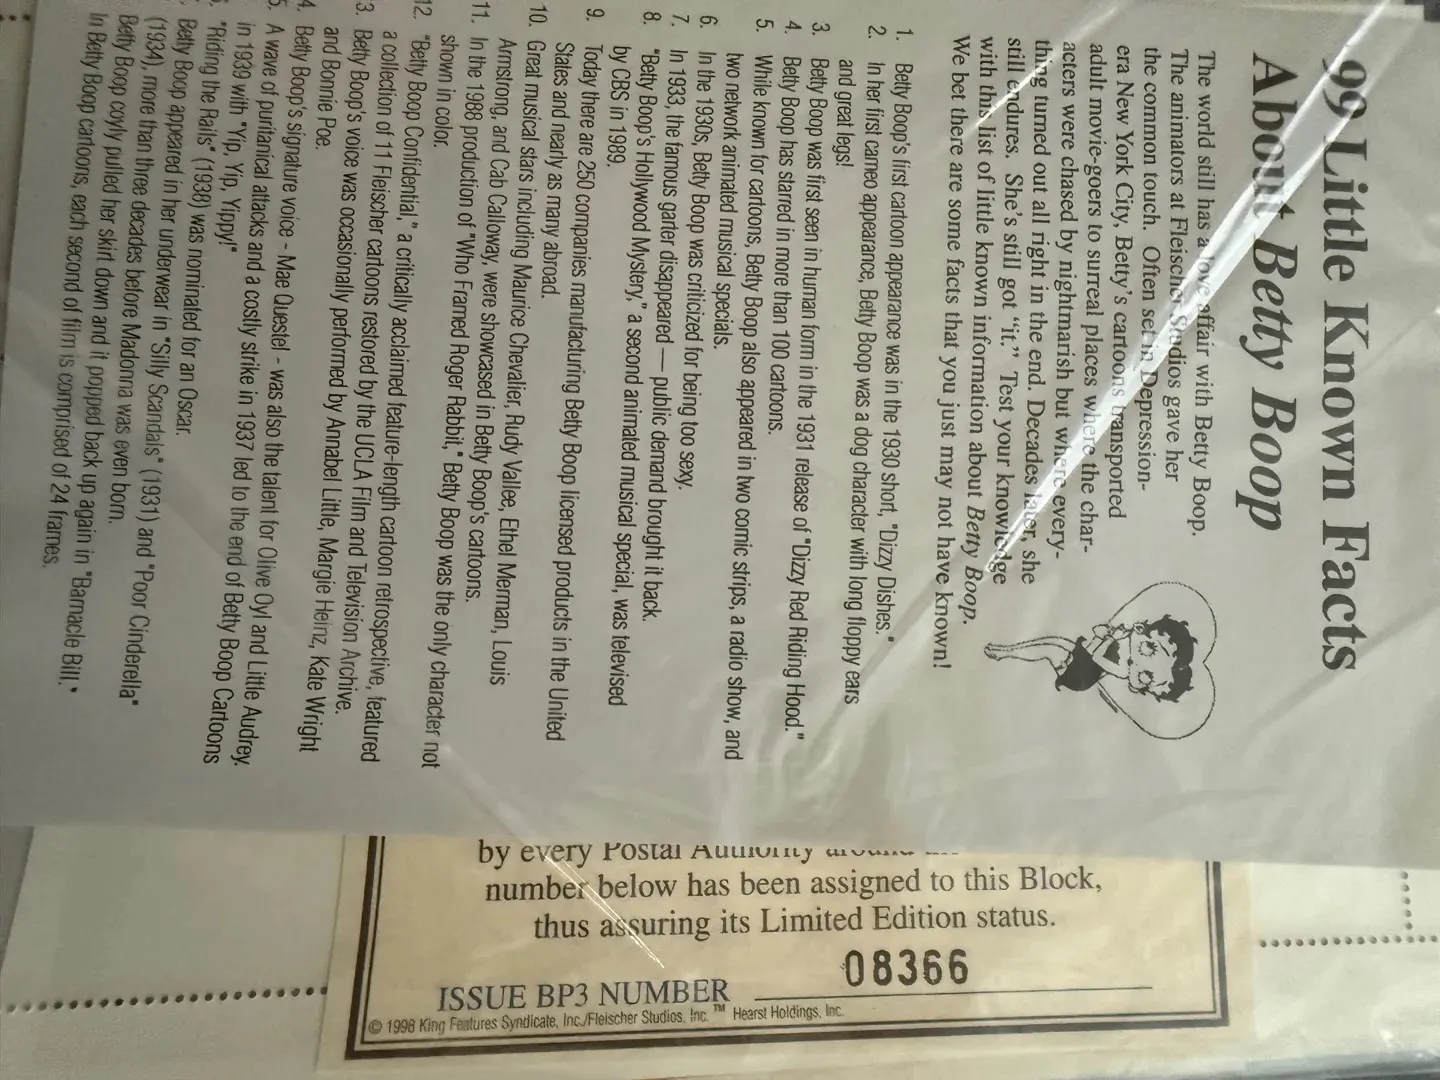 99 Little Known Facts
About Betty Boop
The world still has a love affair with Betty Boop.
The animators at Fleischer Studios gave her
the common touch. Often set in Depression-
era New York City, Betty's cartoons transported
adult movie-goers to surreal places where the char-
acters were chased by nightmarish but where every-
thing turned out all right in the end. Decades later, she
still endures. She's still got "it." Test your knowledge
with this list of little known information about Betty Boop.
We bet there are some facts that you just may not have known!
1. Betty Boop's first cartoon appearance was in the 1930 short, "Dizzy Dishes."
2. In her first cameo appearance, Betty Boop was a dog character with long floppy ears
and great legs!
3. Betty Boop was first seen in human form in the 1931 release of "Dizzy Red Riding Hood."
4. Betty Boop has starred in more than 100 cartoons.
5. While known for cartoons, Betty Boop also appeared in two comic strips, a radio show, and
two network animated musical specials.
6. In the 1930s, Betty Boop was criticized for being too sexy.
7. In 1933, the famous garter disappeared — public demand brought it back.
8. "Betty Boop's Hollywood Mystery," a second animated musical special, was televised
by CBS in 1989.
9. Today there are 250 companies manufacturing Betty Boop licensed products in the United
States and nearly as many abroad.
10. Great musical stars including Maurice Chevalier, Rudy Vallee, Ethel Merman, Louis
Armstrong, and Cab Calloway, were showcased in Betty Boop's cartoons.
11. In the 1988 production of "Who Framed Roger Rabbit," Betty Boop was the only character not
shown in color.
12. "Betty Boop Confidential," a critically acclaimed feature-length cartoon retrospective, featured
a collection of 11 Fleischer cartoons restored by the UCLA Film and Television Archive.
3. Betty Boop's voice was occasionally performed by Annabel Little, Margie Heinz, Kate Wright
and Bonnie Poe.
4. Betty Boop's signature voice - Mae Questel - was also the talent for Olive Oyl and Little Audrey.
5. A wave of puritanical attacks and a costly strike in 1937 led to the end of Betty Boop Cartoons
in 1939 with "Yip, Yip, Yippy!"
"Riding the Rails" (1938) was nominated for an Oscar.
Betty Boop appeared in her underwear in "Silly Scandals" (1931) and "Poor Cinderella"
(1934), more than three decades before Madonna was even born.
Betty Boop coyly pulled her skirt down and it popped back up again in "Barnacle Bill."
In Betty Boop cartoons, each second of film is comprised of 24 frames.
by every Postal Authority around
number below has been assigned to this Block,
thus assuring its Limited Edition status.
08366
ISSUE BP3 NUMBER
© 1998 King Features Syndicate, Inc./Fleischer Studios, Inc. ™ Hearst Holdings, Inc.